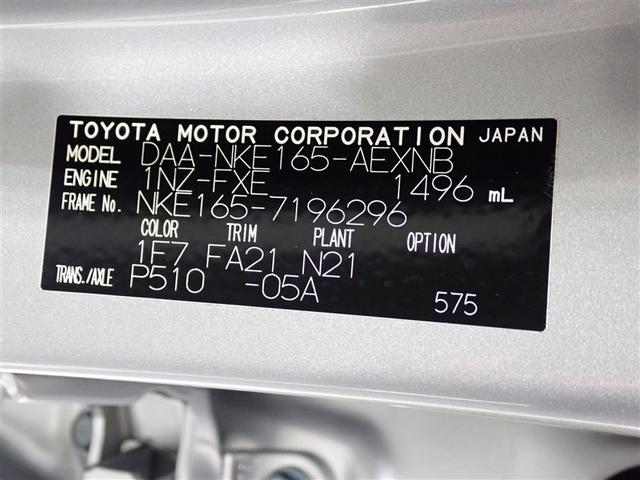 TOYOTA MOTOR CORPORATION JAPAN
MODEL DAA-NKE165-AEXNB
ENGINE 1NZ-FXE 1496 mL
FRAME No. NKE165-7196296
COLOR TRIM PLANT OPTION
1F7 FA21 N21
TRANS./AXLE P510 -05A 575